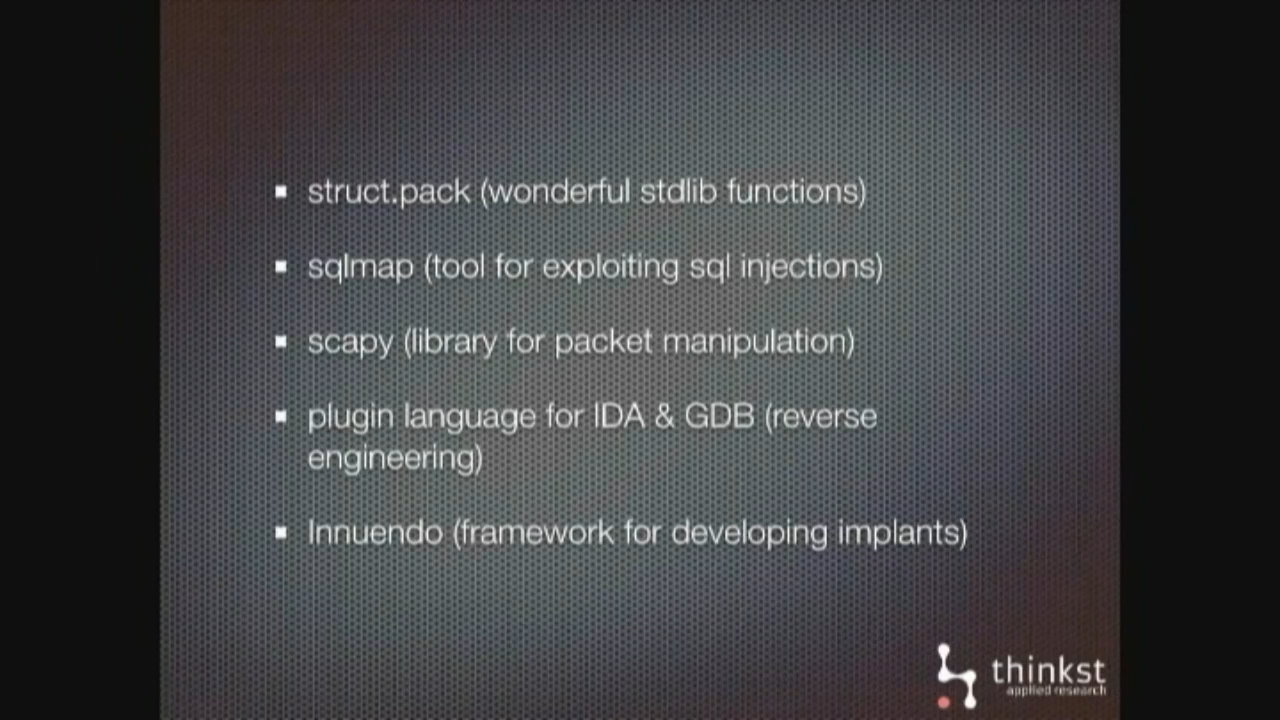 struct.pack (wonderful stdlib functions)
sqlmap (tool for exploiting sql injections)
scapy (library for packet manipulation)
plugin language for IDA & GDB (reverse
engineering)
Innuendo (framework for developing implants)
thinkst
applied research